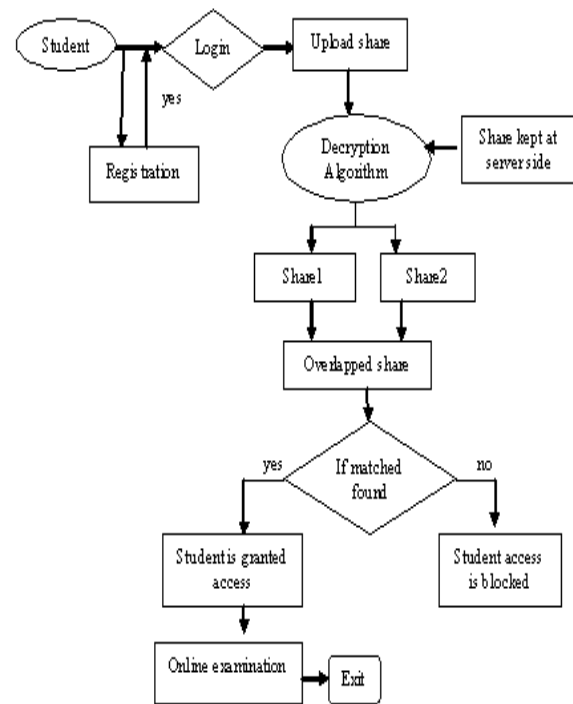 Student
Login
Upload share
yes
Registration
Decryption
Algorithm
Share kept at
server side
Share1
Share2
Overlapped share
yes
If matched
found
no
Student is granted
access
Student access
is blocked
Online examination
Exit